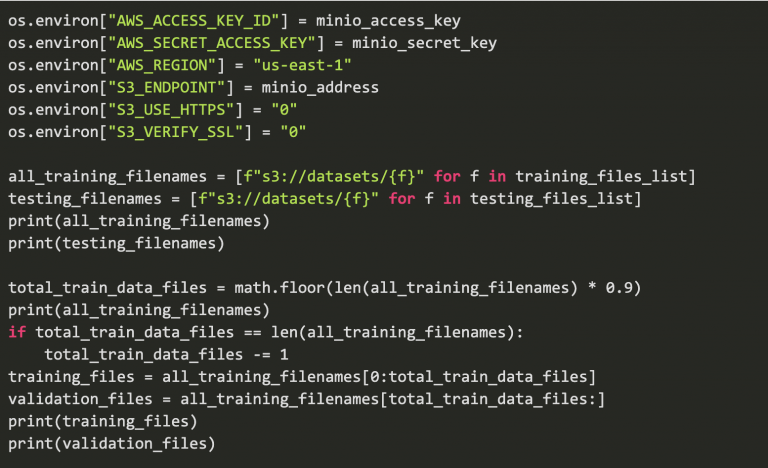 os.environ["AWS_ACCESS_KEY_ID"] = minio_access_key
os.environ["AWS_SECRET_ACCESS_KEY"] = minio_secret_key
os.environ["AWS_REGION"] = "us-east-1"
os.environ["S3_ENDPOINT"] = minio_address
os.environ["S3_USE_HTTPS"] = "0"
os.environ["S3_VERIFY_SSL"] = "0"

all_training_filenames = [f"s3://datasets/{f}" for f in training_files_list]
testing_filenames = [f"s3://datasets/{f}" for f in testing_files_list]
print(all_training_filenames)
print(testing_filenames)

total_train_data_files = math.floor(len(all_training_filenames) * 0.9)
print(all_training_filenames)
if total_train_data_files == len(all_training_filenames):
    total_train_data_files -= 1
training_files = all_training_filenames[0:total_train_data_files]
validation_files = all_training_filenames[total_train_data_files:]
print(training_files)
print(validation_files)